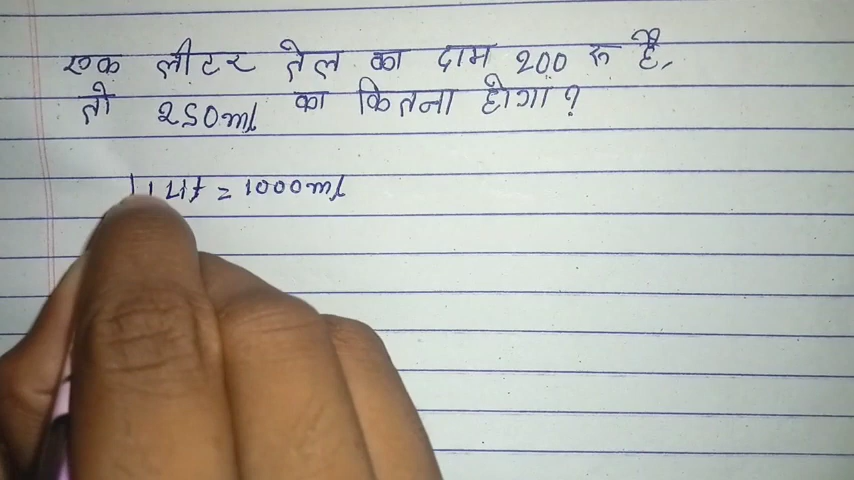 एक लीटर तेल का दाम 200 रू है,
तो 250ml का कितना होगा?
1 Lit = 1000ml